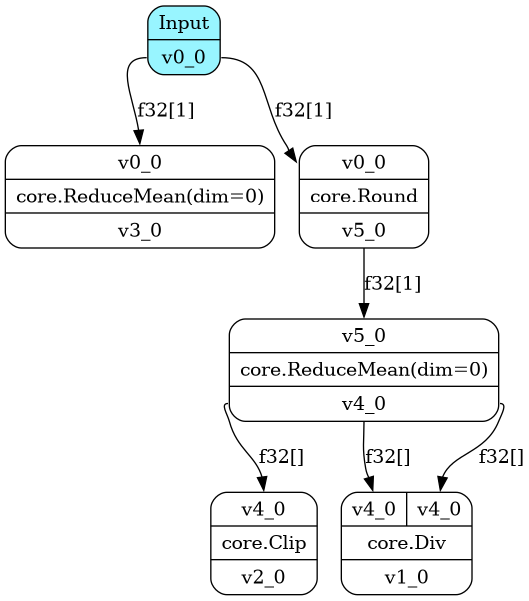 Input
v0_0
f32[1]
f32[1]
v0_0
core.ReduceMean(dim=0)
v3_0
v0_0
core.Round
v5_0
f32[1]
v5_0
core.ReduceMean(dim=0)
v4_0
f32[]
f32[]
f32[]
v4_0
core.Clip
v2_0
v4_0
v4_0
core.Div
v1_0